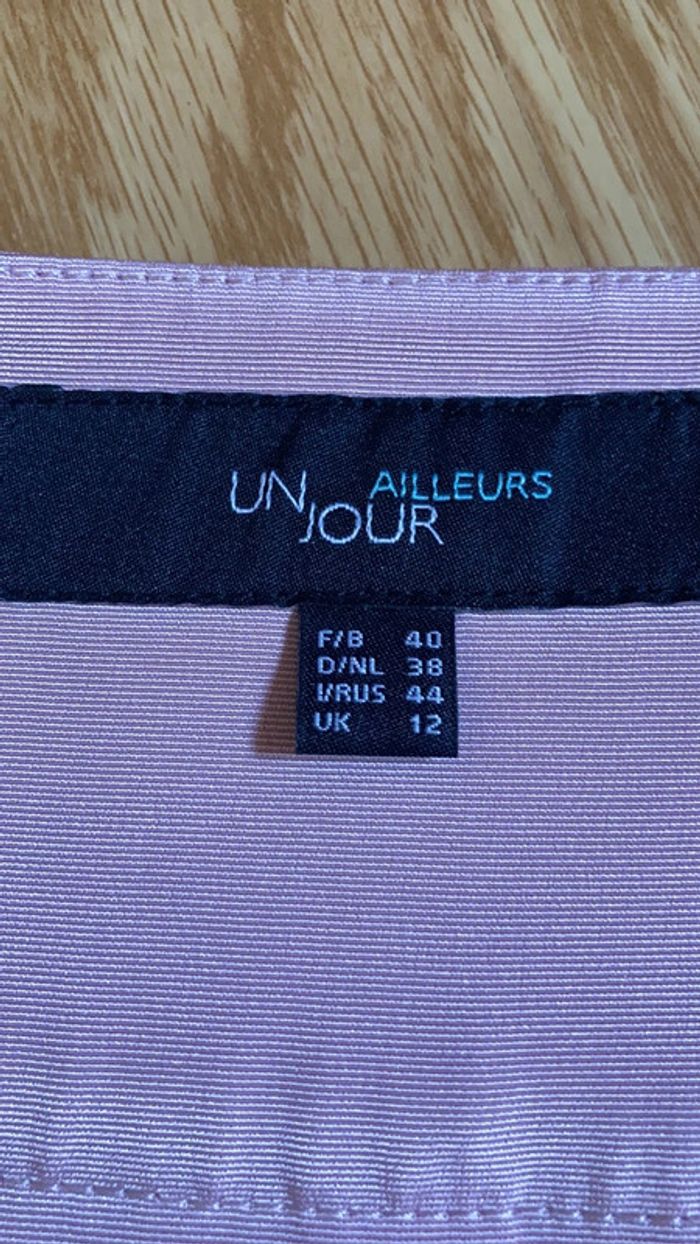 UN JOUR AILLEURS
F/B 40
D/NL 38
I/RUS 44
UK 12